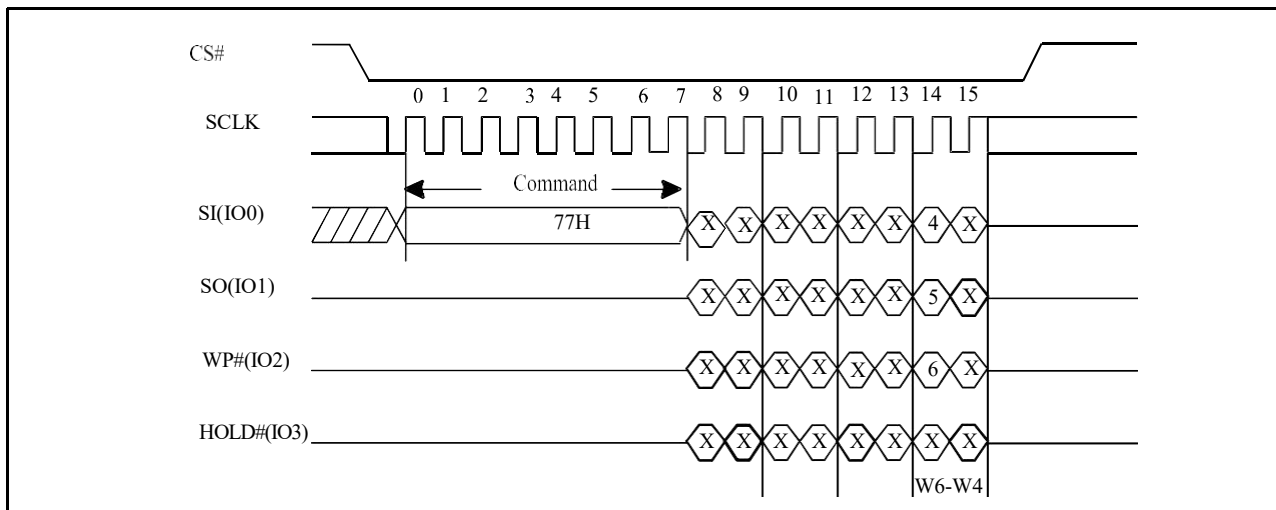 CS#
0 1 2 3 4 5 6 7 8 9 10 11 12 13 14 15
SCLK
Command
SI(IO0) 77H X X X X X X 4 X
SO(IO1) X X X X X X 5 X
WP#(IO2) X X X X X X 6 X
HOLD#(IO3) X X X X X X X X
W6-W4